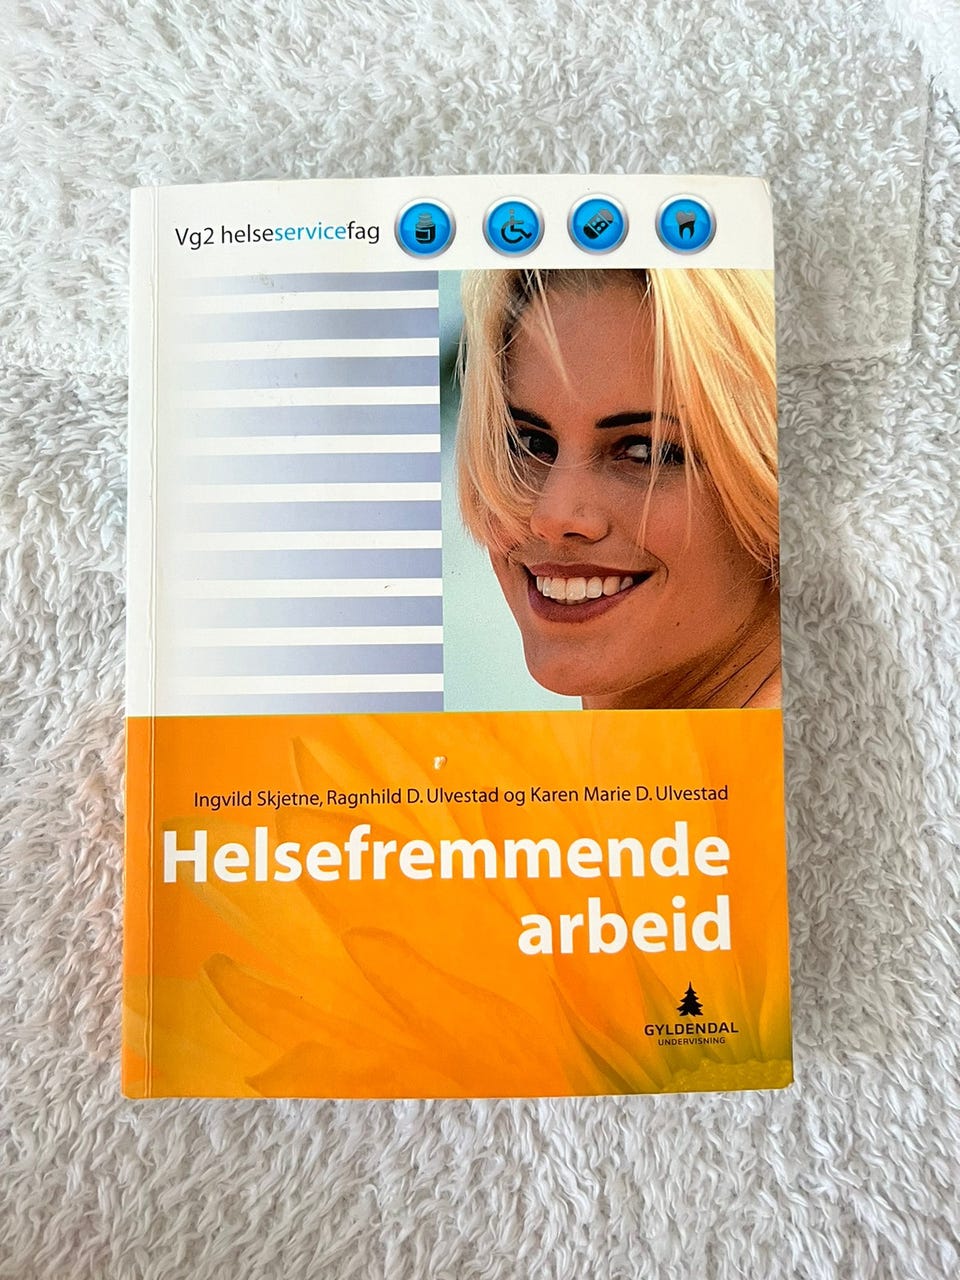 Vg2 helseservicefag
Ingvild Skjetne, Ragnhild D. Ulvestad og Karen Marie D. Ulvestad
Helsefremmende
arbeid
GYLDENDAL
UNDERVISNING